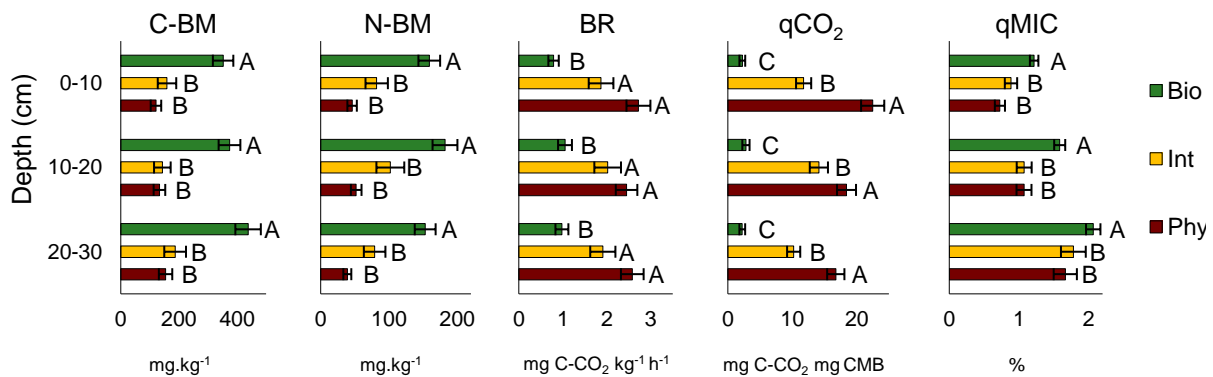 C-BM N-BM BR qCO₂ qMIC
Depth (cm)
0-10
A A B C A
B B A B B
B B A A B
10-20
A A B C A
B B A B B
B B A A B
20-30
A A B C A
B B A B B
B B A A B
Bio
Int
Phy
0 200 400 0 100 200 0 1 2 3 0 10 20 0 1 2
mg.kg⁻¹ mg.kg⁻¹ mg C-CO₂ kg⁻¹ h⁻¹ mg C-CO₂ mg CMB %